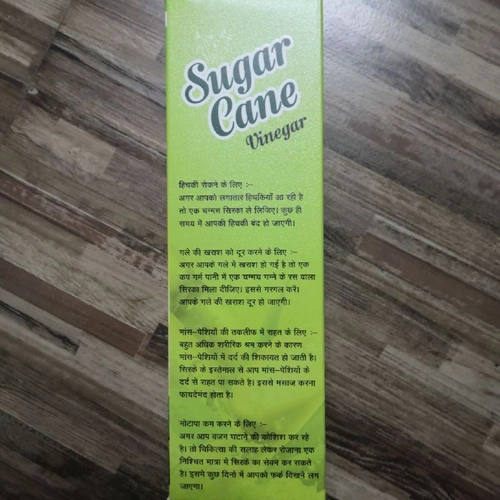 Sugar
Cane
Vinegar
हिचकी रोकने के लिए :–
अगर आपको लगातार हिचकियाँ आ रही है
तो एक चम्मच सिरका ले लिजिए। कुछ ही
समय में आपकी हिचकी बंद हो जाएगी।
गले की खराश को दूर करने के लिए :–
अगर आपके गले में खराश हो गई है तो एक
कप गर्म पानी में एक चम्मच गन्ने के रस वाला
सिरका मिला दीजिए। इससे गरगल करें।
आपके गले की खराश दूर हो जाएगी।
मांस–पेशियों की तकलीफ में राहत के लिए :–
बहुत अधिक शारीरिक श्रम करने के कारण
मांस–पेशियों में दर्द की शिकायत हो जाती है।
सिरके के इस्तेमाल से आप मांस–पेशियों के
दर्द से राहत पा सकते है। इससे मसाज करना
फायदेमंद होता है।
मोटापा कम करने के लिए :–
अगर आप वजन घटाने की कोशिश कर रहे
है। तो चिकित्सा की सलाह लेकर रोजाना एक
निश्चित मात्रा में सिरके का सेवन कर सकते
है। इसमे कुछ दिनों में आपको फर्क दिखने लग
जाएगा।